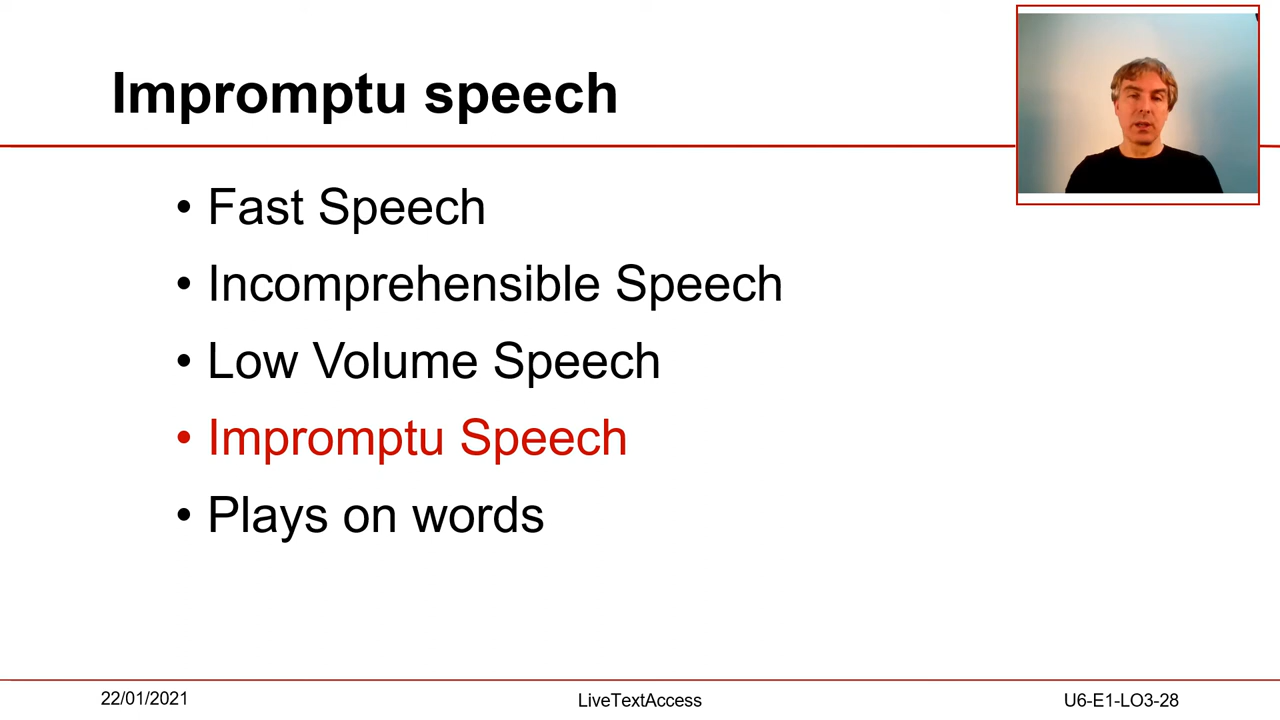 Impromptu speech
• Fast Speech
• Incomprehensible Speech
• Low Volume Speech
• Impromptu Speech
• Plays on words
22/01/2021 LiveTextAccess U6-E1-LO3-28